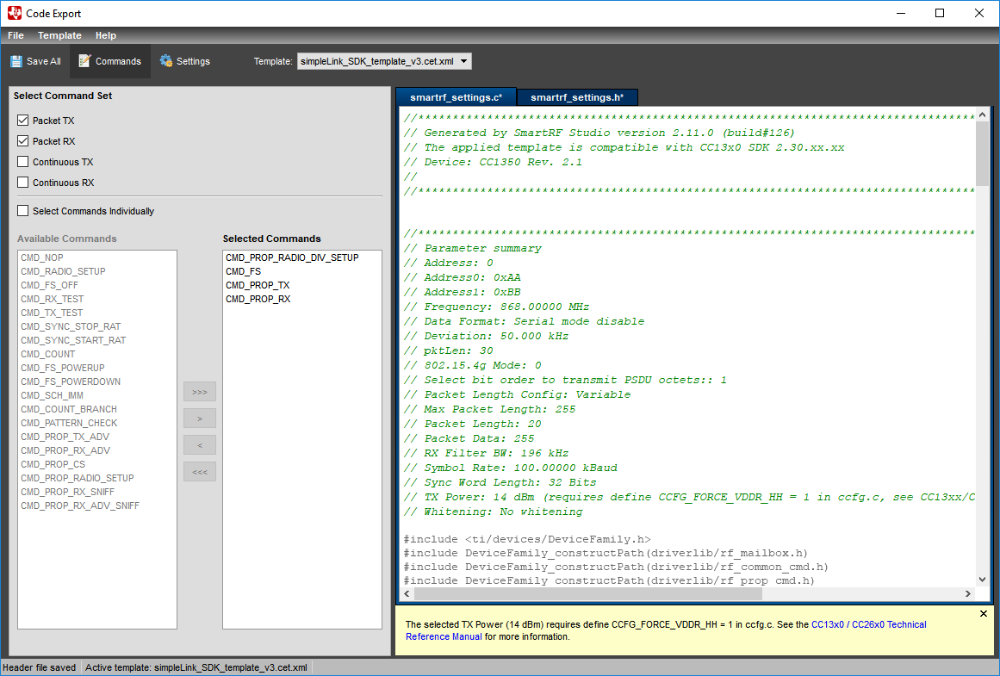 Code Export
File Template Help
Save All Commands Settings Template: simpleLink_SDK_template_v3.cet.xml
Select Command Set
Packet TX
Packet RX
Continuous TX
Continuous RX
Select Commands Individually
Available Commands
CMD_NOP
CMD_RADIO_SETUP
CMD_FS_OFF
CMD_RX_TEST
CMD_TX_TEST
CMD_SYNC_STOP_RAT
CMD_SYNC_START_RAT
CMD_COUNT
CMD_FS_POWERUP
CMD_FS_POWERDOWN
CMD_SCH_IMM
CMD_COUNT_BRANCH
CMD_PATTERN_CHECK
CMD_PROP_TX_ADV
CMD_PROP_RX_ADV
CMD_PROP_CS
CMD_PROP_RADIO_SETUP
CMD_PROP_RX_SNIFF
CMD_PROP_RX_ADV_SNIFF
>>>
>
<
<<<
Selected Commands
CMD_PROP_RADIO_DIV_SETUP
CMD_FS
CMD_PROP_TX
CMD_PROP_RX
smartrf_settings.c* smartrf_settings.h*
//*********************************************************************************
// Generated by SmartRF Studio version 2.11.0 (build#126)
// The applied template is compatible with CC13x0 SDK 2.30.xx.xx
// Device: CC1350 Rev. 2.1
//
//*********************************************************************************
//*********************************************************************************
// Parameter summary
// Address: 0
// Address0: 0xAA
// Address1: 0xBB
// Frequency: 868.00000 MHz
// Data Format: Serial mode disable
// Deviation: 50.000 kHz
// pktLen: 30
// 802.15.4g Mode: 0
// Select bit order to transmit PSDU octets:: 1
// Packet Length Config: Variable
// Max Packet Length: 255
// Packet Length: 20
// Packet Data: 255
// RX Filter BW: 196 kHz
// Symbol Rate: 100.00000 kBaud
// Sync Word Length: 32 Bits
// TX Power: 14 dBm (requires define CCFG_FORCE_VDDR_HH = 1 in ccfg.c, see CC13xx/C
// Whitening: No whitening
#include <ti/devices/DeviceFamily.h>
#include DeviceFamily_constructPath(driverlib/rf_mailbox.h)
#include DeviceFamily_constructPath(driverlib/rf_common_cmd.h)
#include DeviceFamily_constructPath(driverlib/rf_prop_cmd.h)
The selected TX Power (14 dBm) requires define CCFG_FORCE_VDDR_HH = 1 in ccfg.c. See the CC13x0 / CC26x0 Technical
Reference Manual for more information.
Header file saved Active template: simpleLink_SDK_template_v3.cet.xml